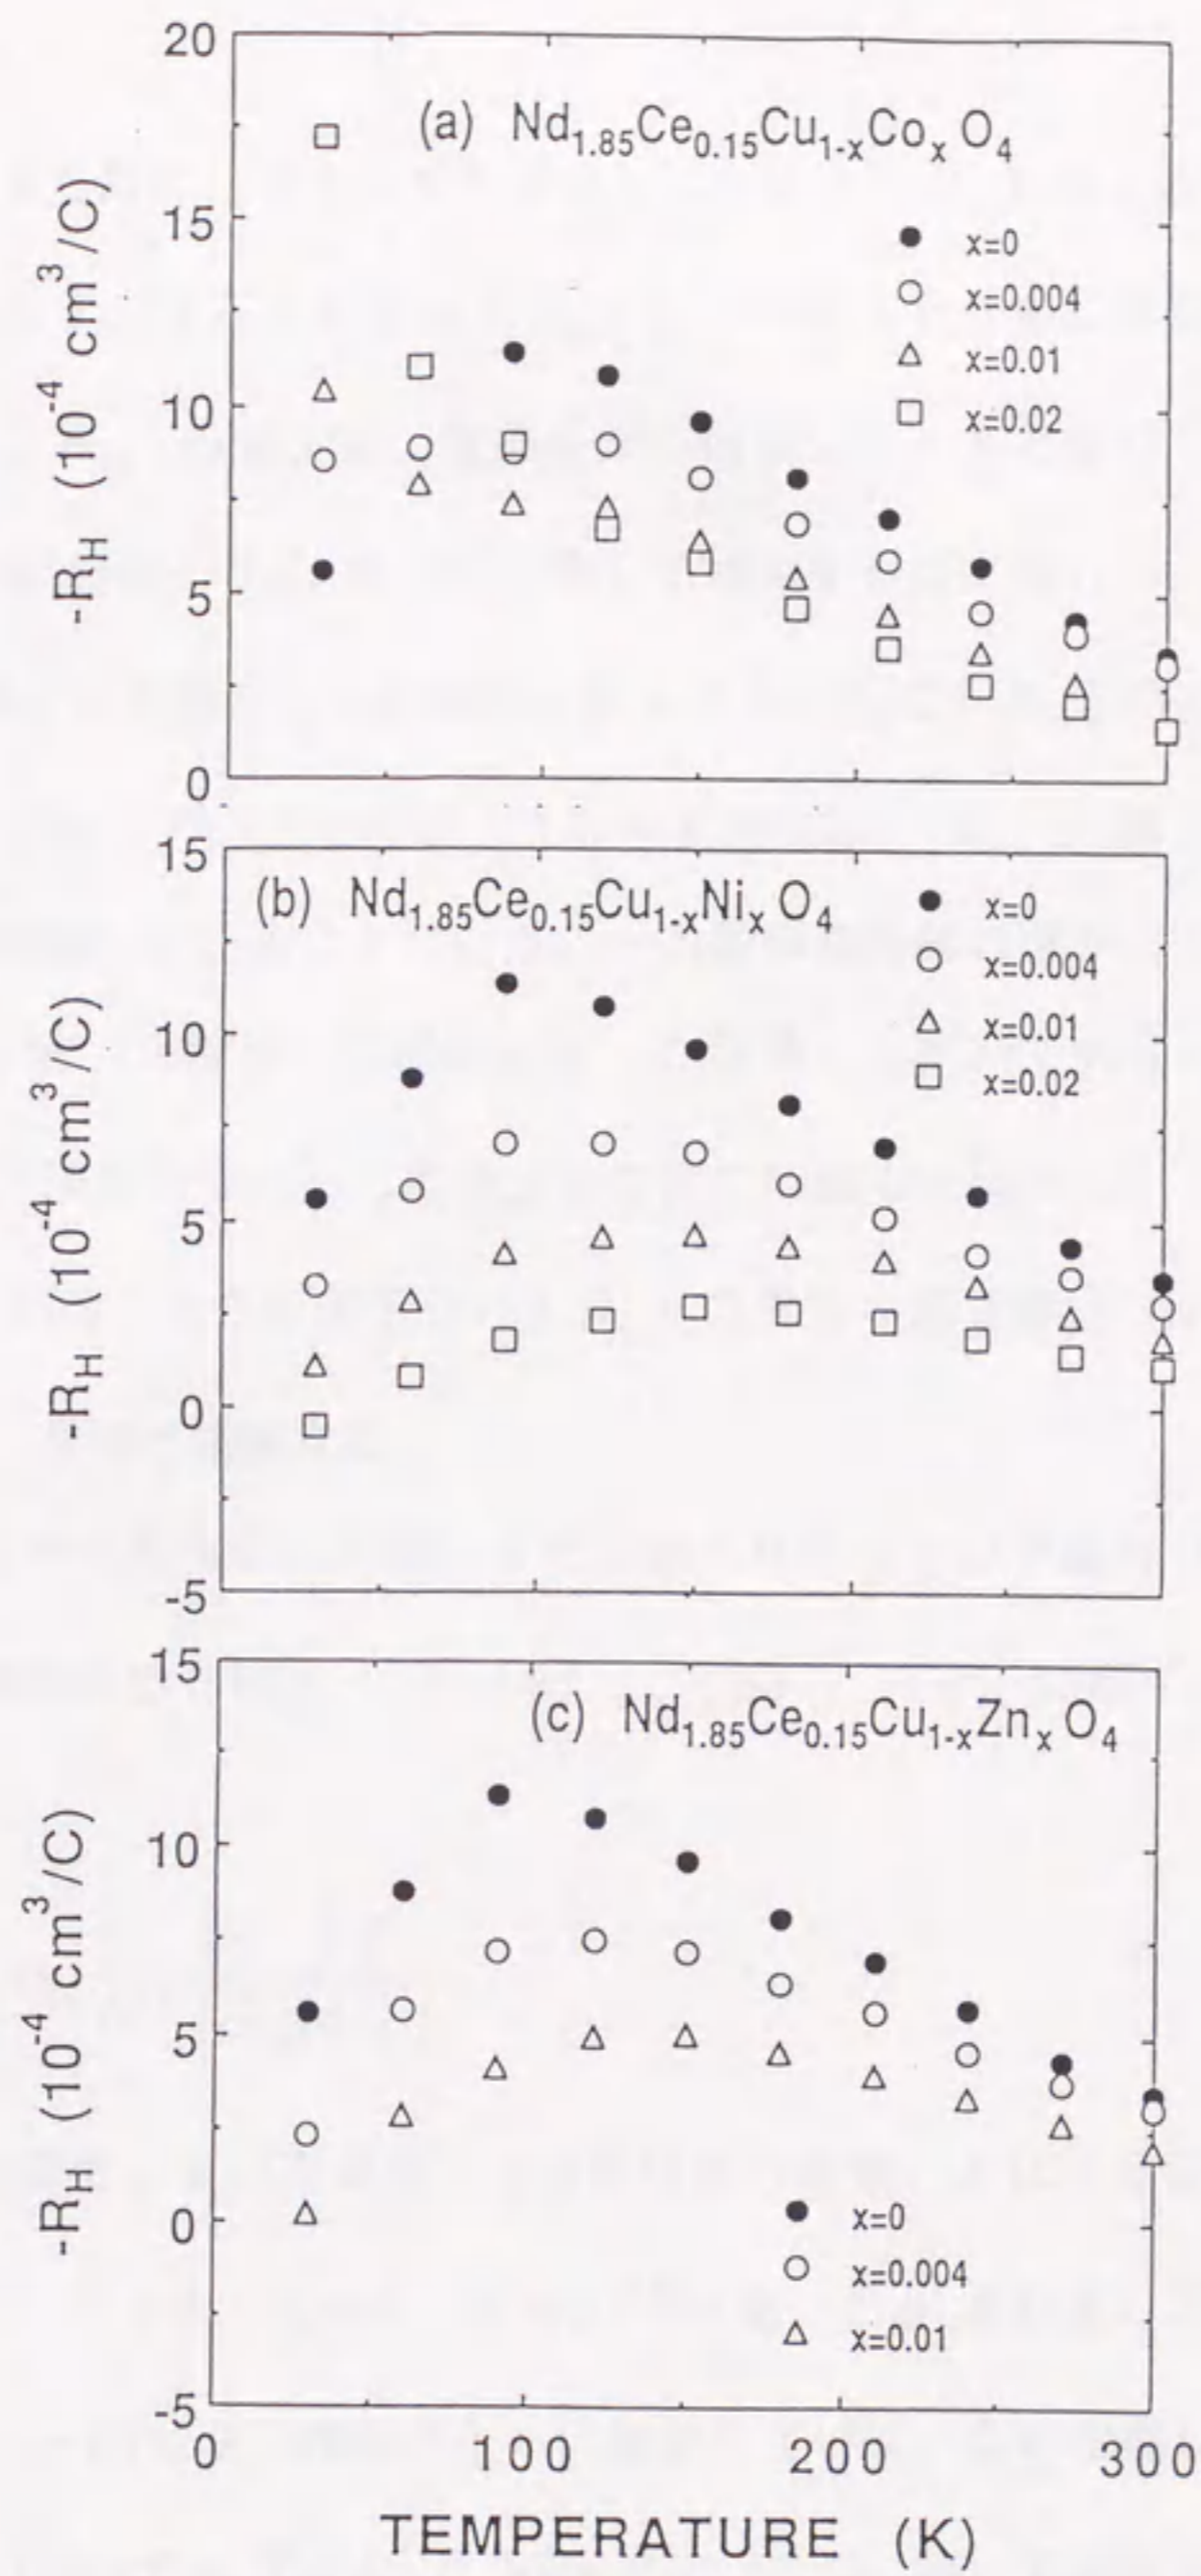 20
(a) Nd1.85Ce0.15Cu1-xCoxO4
15
x=0
x=0.004
x=0.01
x=0.02
10
5
0
-RH (10-4 cm3/C)
15
(b) Nd1.85Ce0.15Cu1-xNixO4
x=0
x=0.004
x=0.01
x=0.02
10
5
0
-5
-RH (10-4 cm3/C)
15
(c) Nd1.85Ce0.15Cu1-xZnxO4
10
5
0
x=0
x=0.004
x=0.01
-5
-RH (10-4 cm3/C)
0 100 200 300
TEMPERATURE (K)